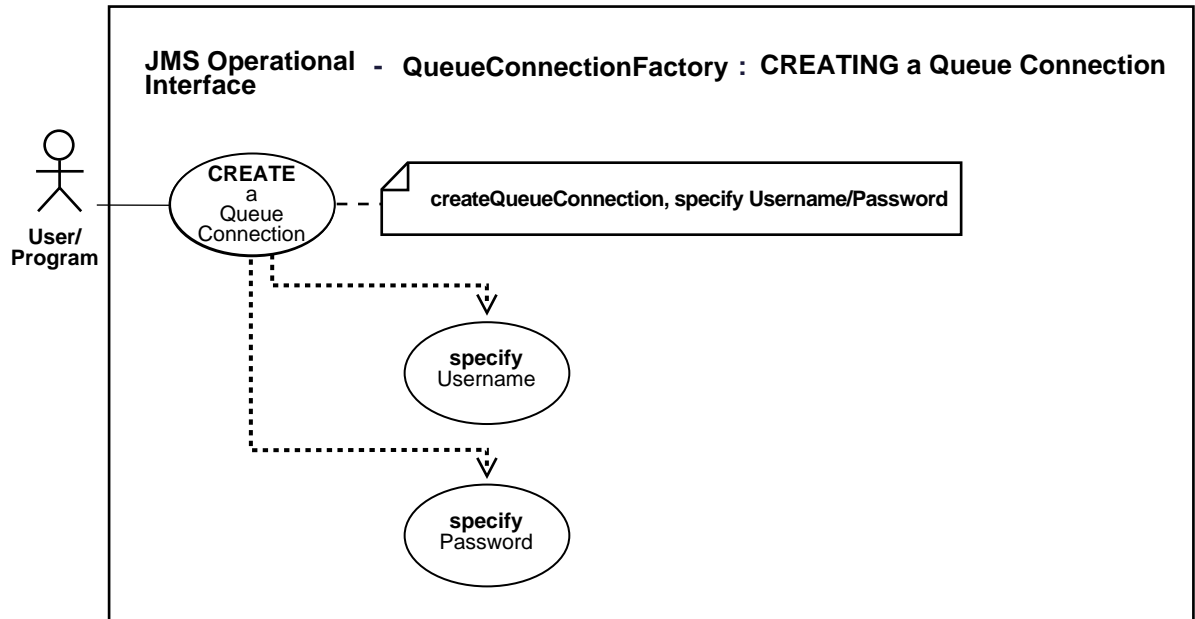 JMS Operational Interface - QueueConnectionFactory : CREATING a Queue Connection
CREATE
a
Queue
Connection
createQueueConnection, specify Username/Password
User/
Program
specify
Username
specify
Password